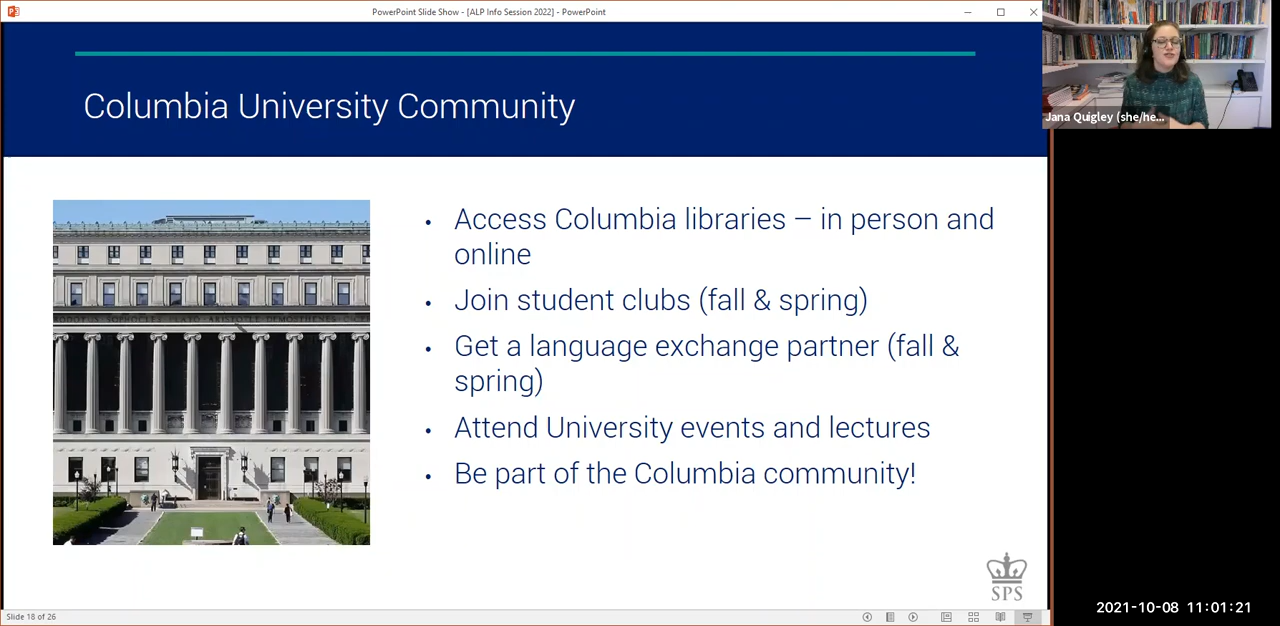 PowerPoint Slide Show - [ALP Info Session 2022] - PowerPoint
Columbia University Community
Jana Quigley (she/he...
• Access Columbia libraries – in person and
online
• Join student clubs (fall & spring)
• Get a language exchange partner (fall &
spring)
• Attend University events and lectures
• Be part of the Columbia community!
SPS
Slide 18 of 26
2021-10-08 11:01:21